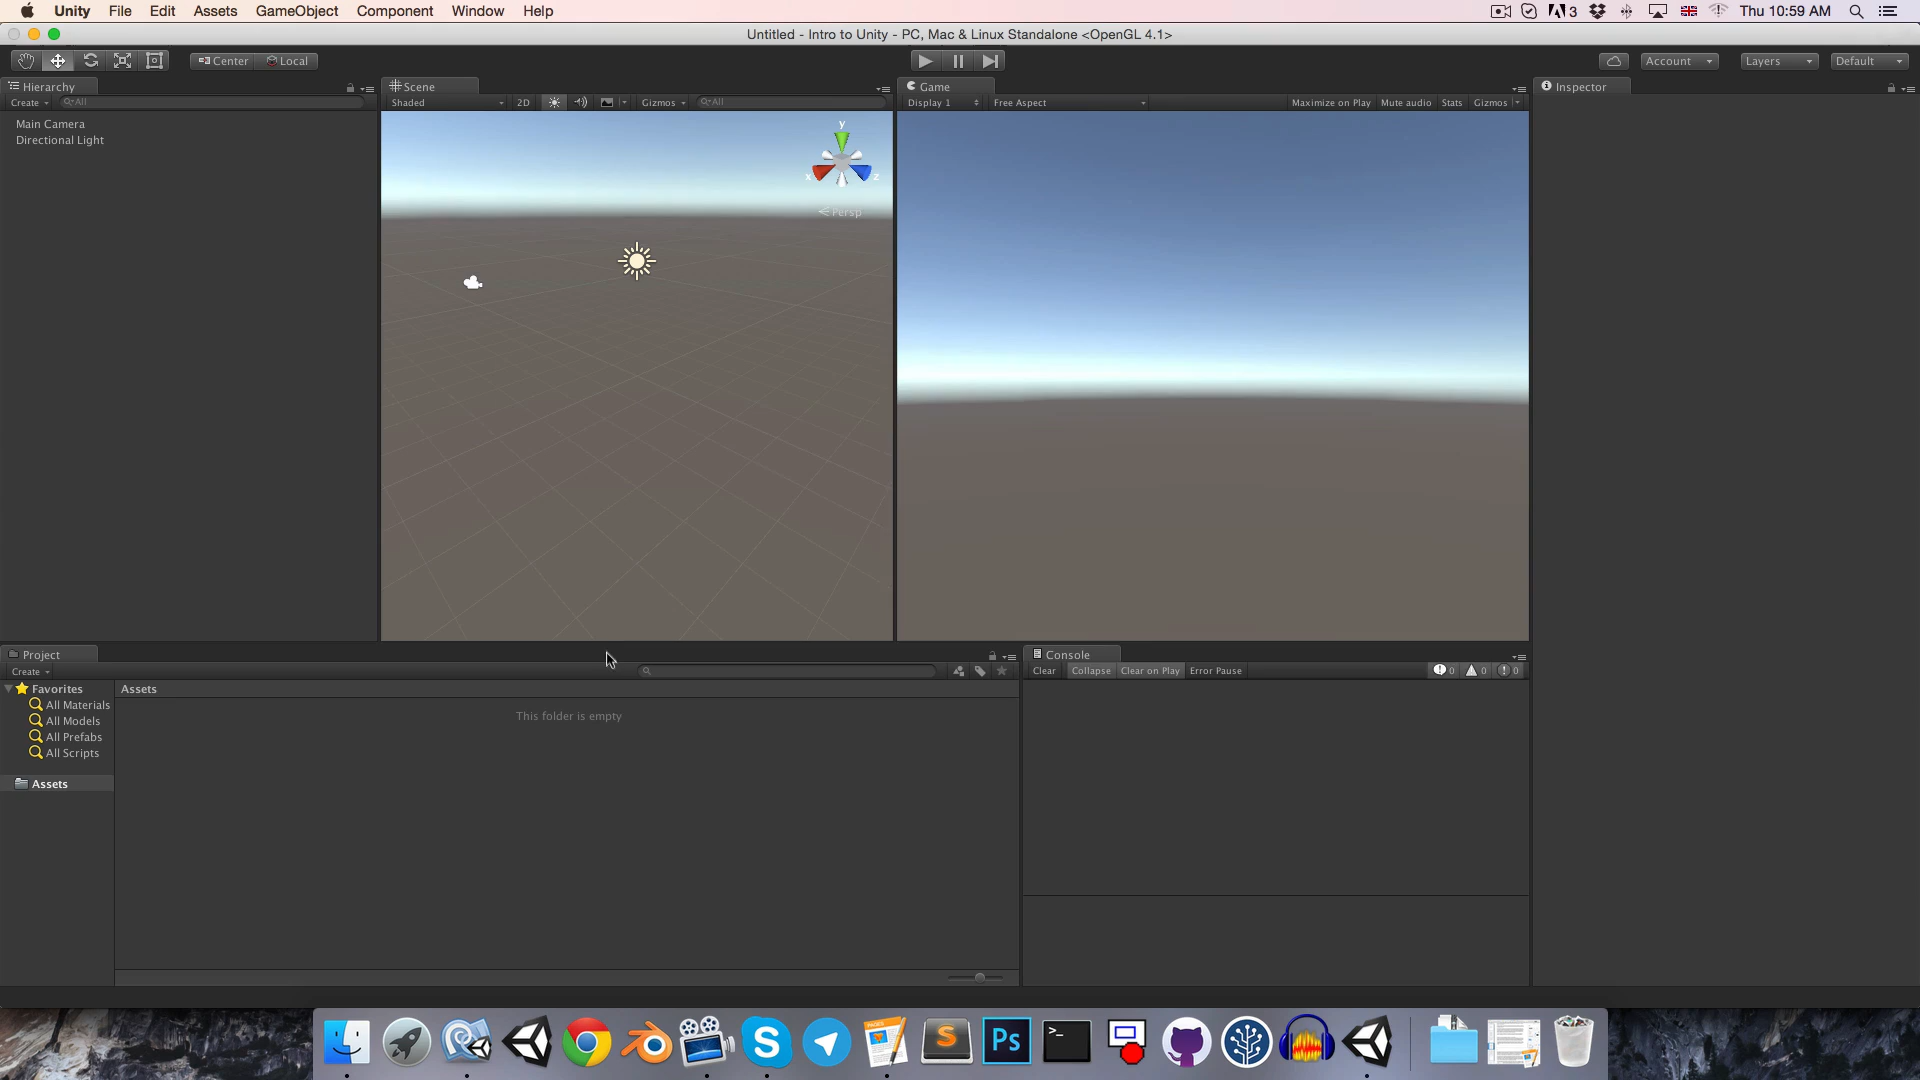 Unity File Edit Assets GameObject Component Window Help 3 Thu 10:59 AM
Untitled - Intro to Unity - PC, Mac & Linux Standalone <OpenGL 4.1>
Center Local Account Layers Default
Hierarchy Scene Game Inspector
Create All Shaded 2D Gizmos All Display 1 Free Aspect Maximize on Play Mute audio Stats Gizmos
Main Camera
Directional Light
y
x z
Persp
Project Console
Create Clear Collapse Clear on Play Error Pause 0 0 0
Favorites Assets
All Materials
All Models
All Prefabs
All Scripts
This folder is empty
Assets
S S Ps >_